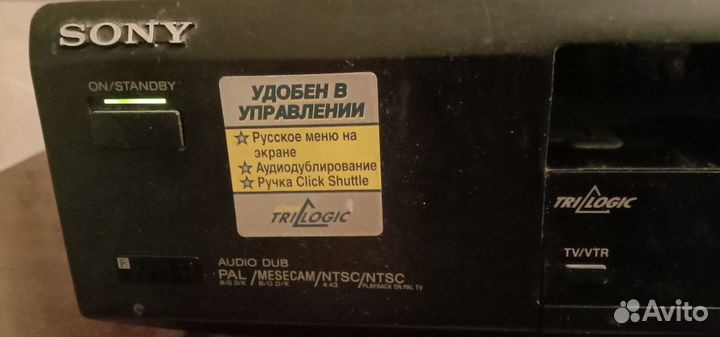 SONY
ON/STANDBY
УДОБЕН В
УПРАВЛЕНИИ
Русское меню на
экране
Аудиодублирование
Ручка Click Shuttle
TRILOGIC
TRILOGIC
TV/VTR
AUDIO DUB
PAL /MESECAM/NTSC/NTSC
B/G D/K B/G D/K 4.43 PLAYBACK ON PAL TV
Avito